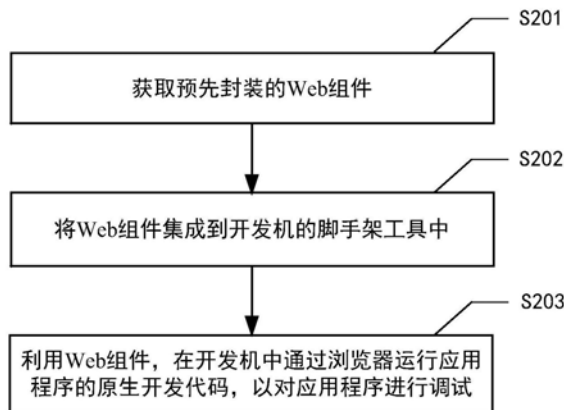 S201
获取预先封装的Web组件
S202
将Web组件集成到开发机的脚手架工具中
S203
利用Web组件，在开发机中通过浏览器运行应用
程序的原生开发代码，以对应用程序进行调试